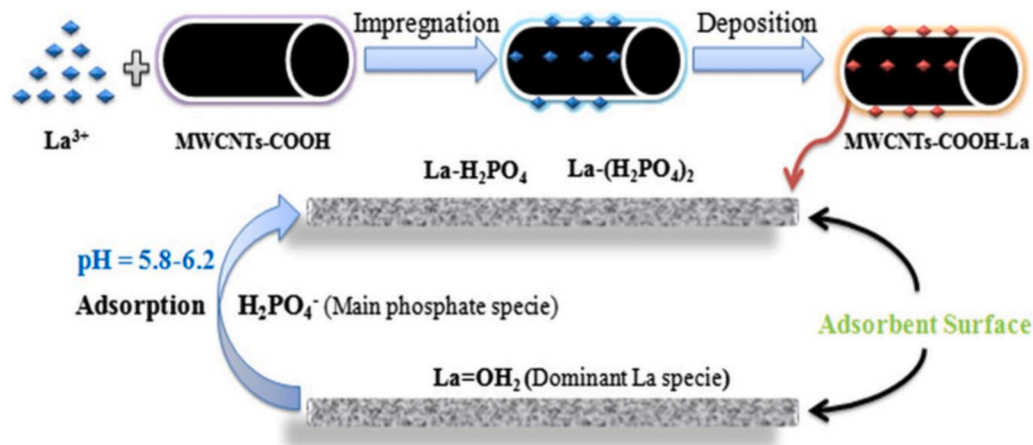 Impregnation
Deposition
La³⁺
MWCNTs-COOH
MWCNTs-COOH-La
La-H₂PO₄
La-(H₂PO₄)₂
pH = 5.8-6.2
Adsorption
H₂PO₄⁻ (Main phosphate specie)
Adsorbent Surface
La=OH₂ (Dominant La specie)